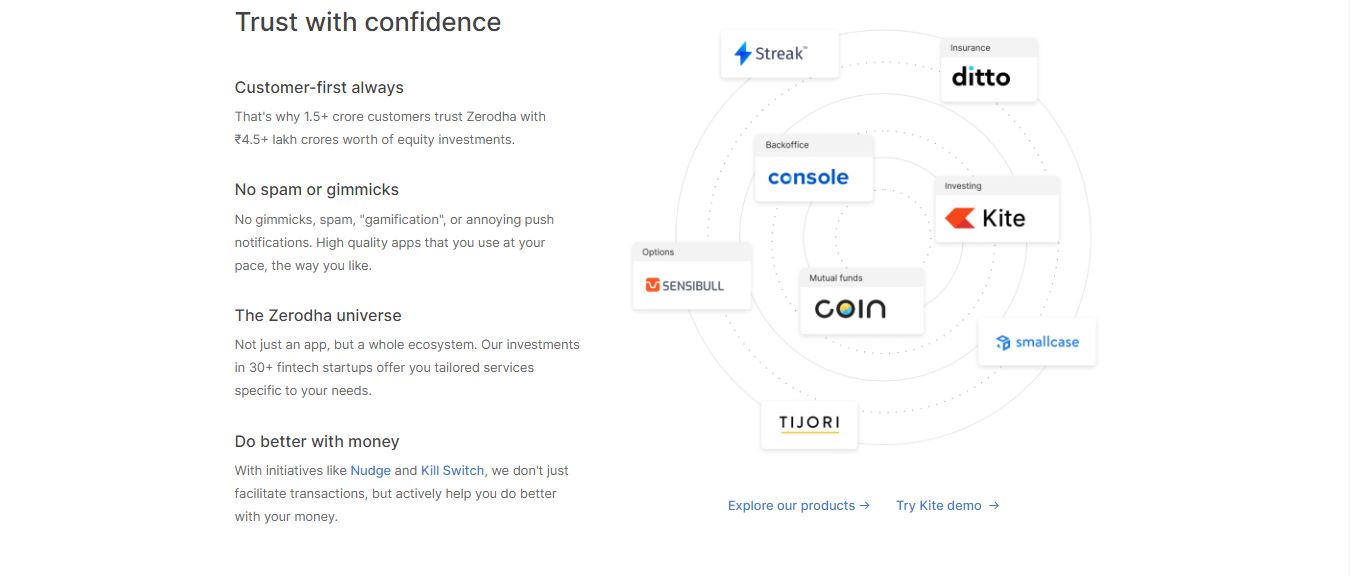 Trust with confidence
Customer-first always
That's why 1.5+ crore customers trust Zerodha with
₹4.5+ lakh crores worth of equity investments.
No spam or gimmicks
No gimmicks, spam, "gamification", or annoying push
notifications. High quality apps that you use at your
pace, the way you like.
The Zerodha universe
Not just an app, but a whole ecosystem. Our investments
in 30+ fintech startups offer you tailored services
specific to your needs.
Do better with money
With initiatives like Nudge and Kill Switch, we don't just
facilitate transactions, but actively help you do better
with your money.
Streak™
Insurance
ditto
Backoffice
console
Investing
Kite
Options
SENSIBULL
Mutual funds
coin
smallcase
TIJORI
Explore our products → Try Kite demo →